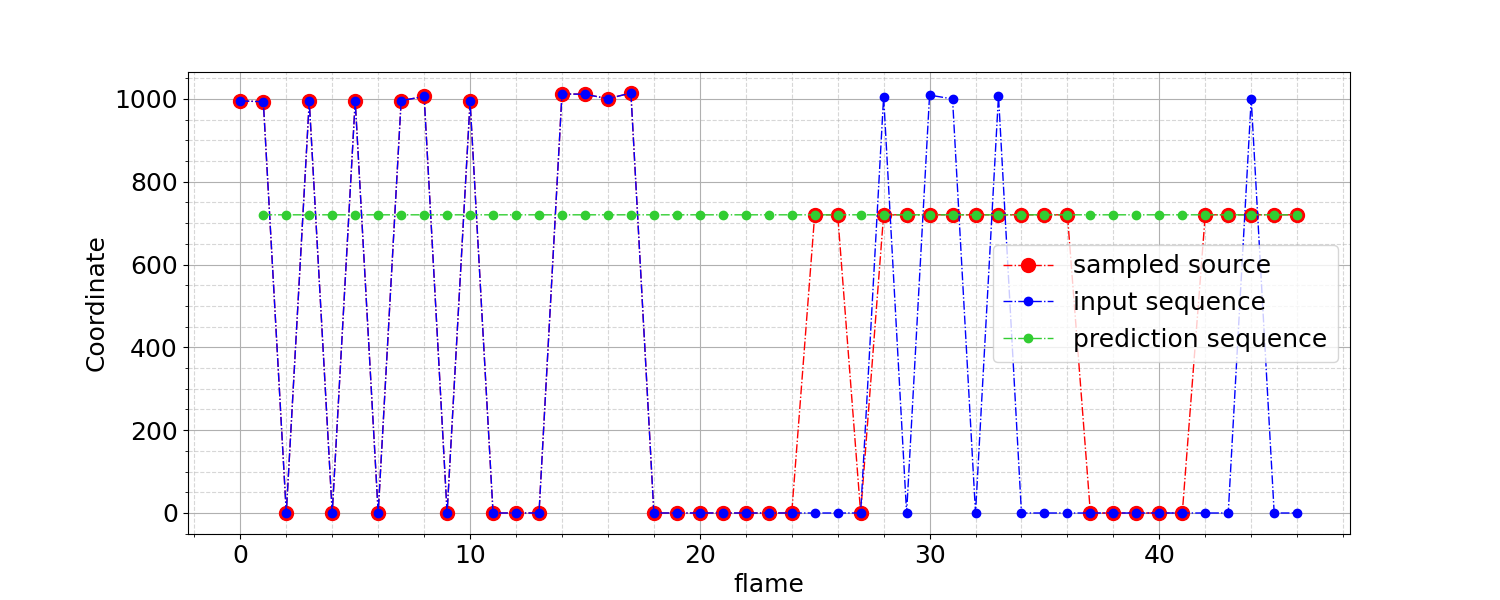 1000
800
600
400
200
0
Coordinate
0 10 20 30 40
flame
sampled source
input sequence
prediction sequence